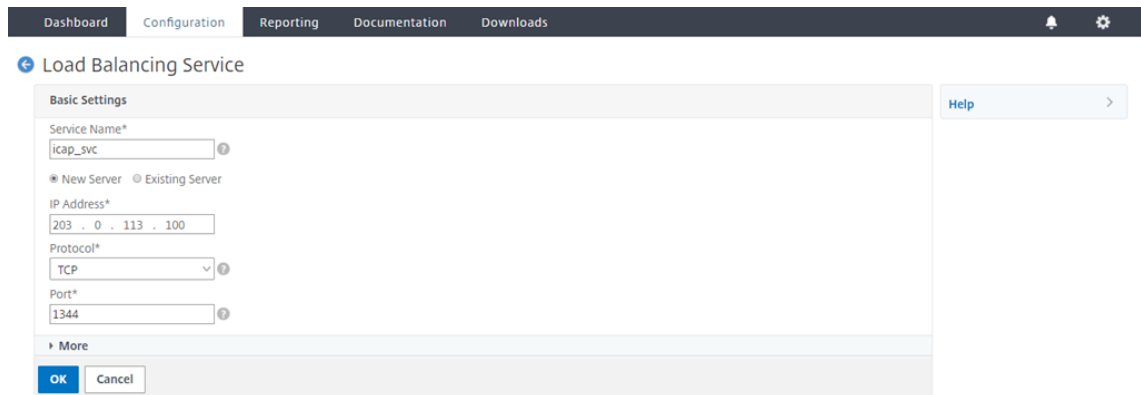 Dashboard Configuration Reporting Documentation Downloads
Load Balancing Service
Basic Settings
Service Name*
icap_svc
New Server Existing Server
IP Address*
203 . 0 . 113 . 100
Protocol*
TCP
Port*
1344
More
OK Cancel
Help